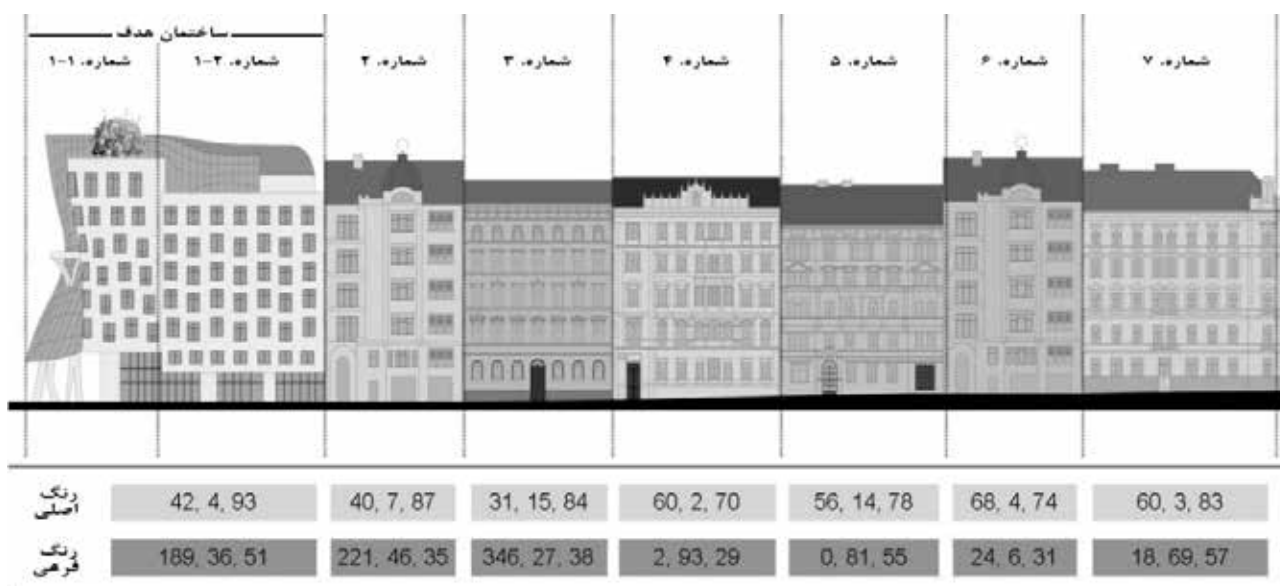 ساختمان هدف
شماره. ۱-۱ شماره. ۲-۱ شماره. ۲ شماره. ۳ شماره. ۴ شماره. ۵ شماره. ۶ شماره. ۷
رنگ اصلی 42, 4, 93 40, 7, 87 31, 15, 84 60, 2, 70 56, 14, 78 68, 4, 74 60, 3, 83
رنگ فرعی 189, 36, 51 221, 46, 35 346, 27, 38 2, 93, 29 0, 81, 55 24, 6, 31 18, 69, 57